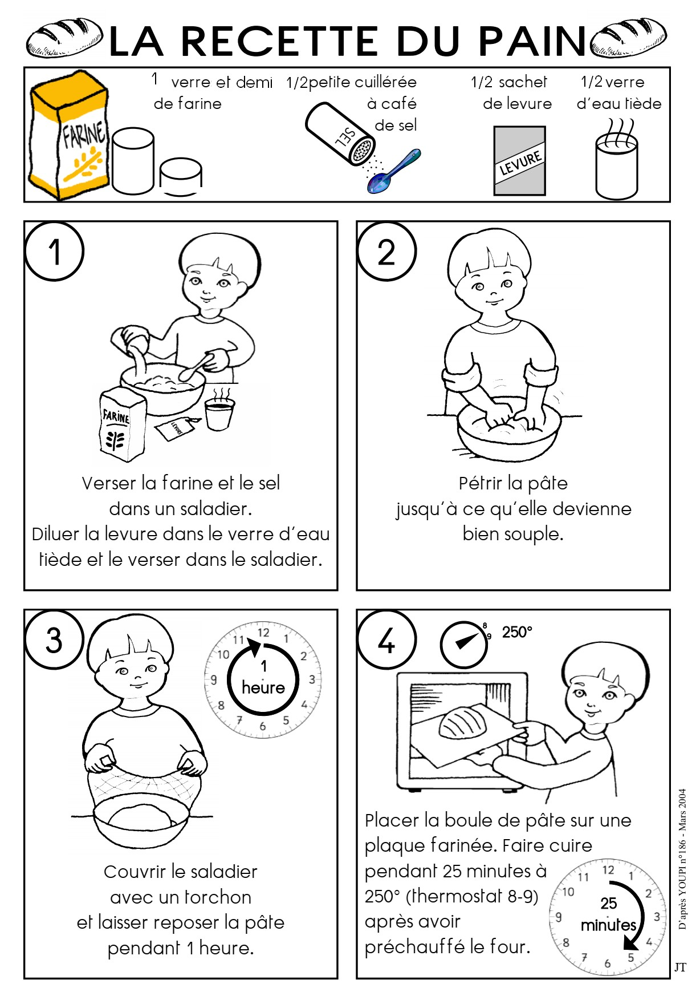 LA RECETTE DU PAIN
1 verre et demi
de farine
1/2 petite cuillérée
à café
de sel
1/2 sachet
de levure
1/2 verre
d'eau tiède
FARINE
SEL
LEVURE
1
FARINE
LEVURE
Verser la farine et le sel
dans un saladier.
Diluer la levure dans le verre d'eau
tiède et le verser dans le saladier.
2
Pétrir la pâte
jusqu'à ce qu'elle devienne
bien souple.
3
12
1
2
3
4
5
6
7
8
9
10
11
1
heure
Couvrir le saladier
avec un torchon
et laisser reposer la pâte
pendant 1 heure.
4
8
9
250°
Placer la boule de pâte sur une
plaque farinée. Faire cuire
pendant 25 minutes à
250° (thermostat 8-9)
après avoir
préchauffé le four.
12
1
2
3
4
5
6
7
8
9
10
11
25
minutes
D'après YOUPI n°186 - Mars 2004
JT